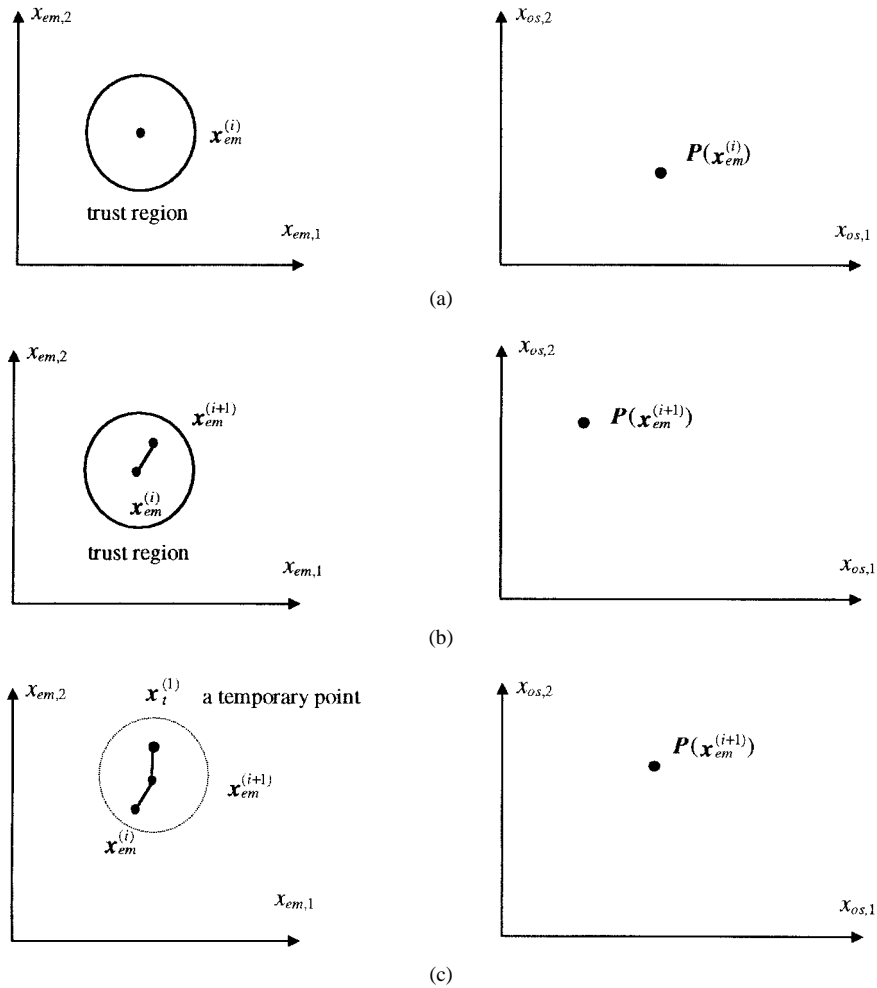 x_{em,2}
x_{em}^{(i)}
trust region
x_{em,1}
x_{os,2}
P(x_{em}^{(i)})
x_{os,1}
(a)
x_{em,2}
x_{em}^{(i+1)}
x_{em}^{(i)}
trust region
x_{em,1}
x_{os,2}
P(x_{em}^{(i+1)})
x_{os,1}
(b)
x_{em,2}
x_{t}^{(1)} a temporary point
x_{em}^{(i+1)}
x_{em}^{(i)}
x_{em,1}
x_{os,2}
P(x_{em}^{(i+1)})
x_{os,1}
(c)